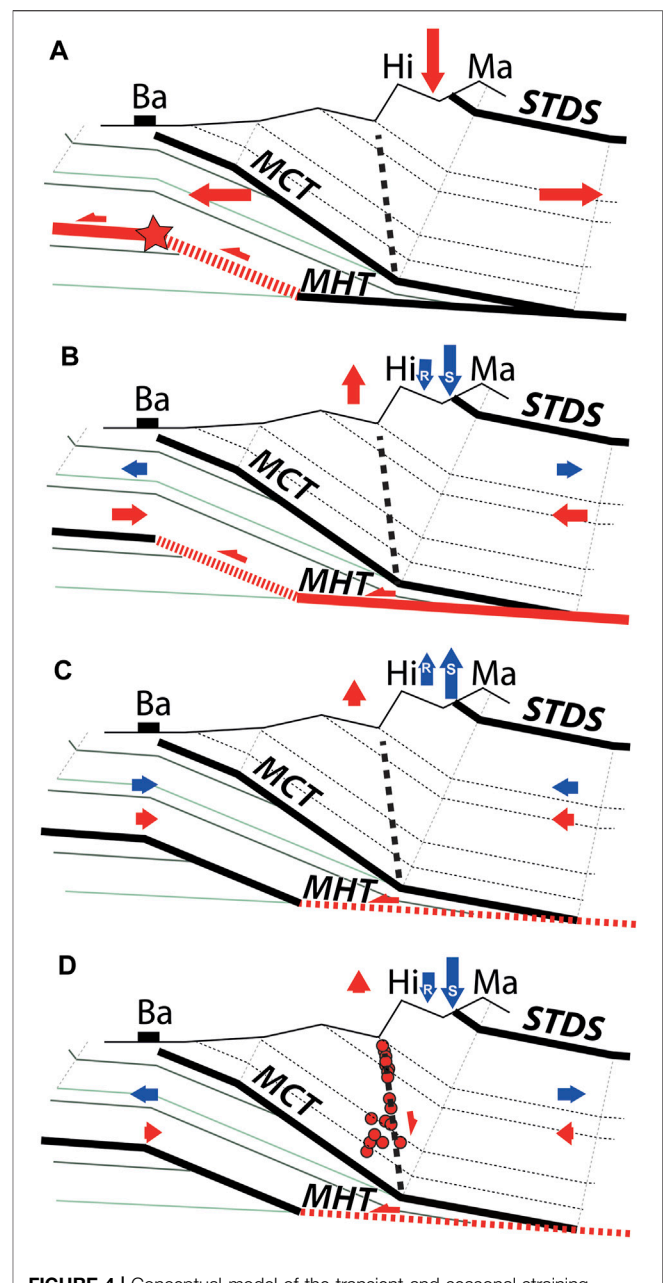 A
Hi Ma
STDS
Ba
MCT
MHT
B
Hi R S Ma
STDS
Ba
MCT
MHT
C
Hi R S Ma
STDS
Ba
MCT
MHT
D
Hi R S Ma
STDS
Ba
MCT
MHT
FIGURE 4 | Conceptual model of the transient and seasonal straining